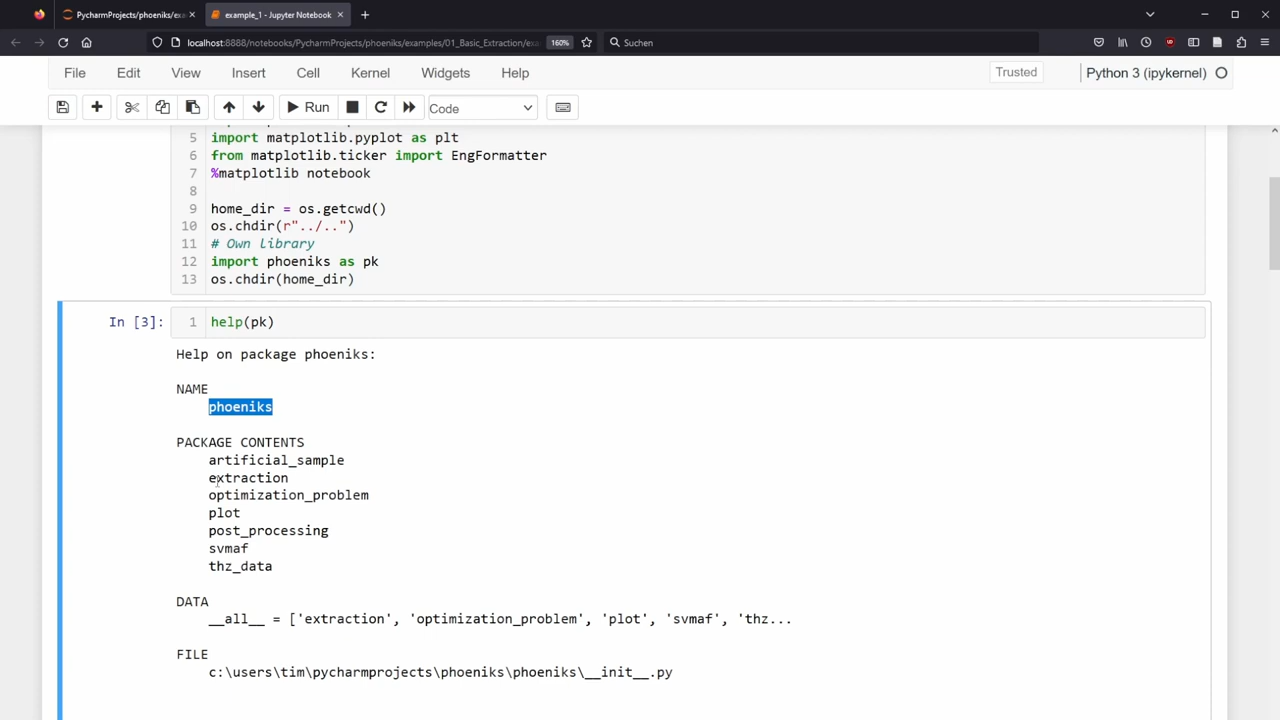 PycharmProjects/phoeniks/exa
example_1 - Jupyter Notebook
localhost:8888/notebooks/PycharmProjects/phoeniks/examples/01_Basic_Extraction/exa
160%
Suchen
File Edit View Insert Cell Kernel Widgets Help
Trusted
Python 3 (ipykernel)
Run
Code
5 import matplotlib.pyplot as plt
6 from matplotlib.ticker import EngFormatter
7 %matplotlib notebook
8
9 home_dir = os.getcwd()
10 os.chdir(r"../..")
11 # Own library
12 import phoeniks as pk
13 os.chdir(home_dir)
In [3]: 1 help(pk)
Help on package phoeniks:
NAME
phoeniks
PACKAGE CONTENTS
artificial_sample
extraction
optimization_problem
plot
post_processing
svmaf
thz_data
DATA
__all__ = ['extraction', 'optimization_problem', 'plot', 'svmaf', 'thz...
FILE
c:\users\tim\pycharmprojects\phoeniks\phoeniks\__init__.py